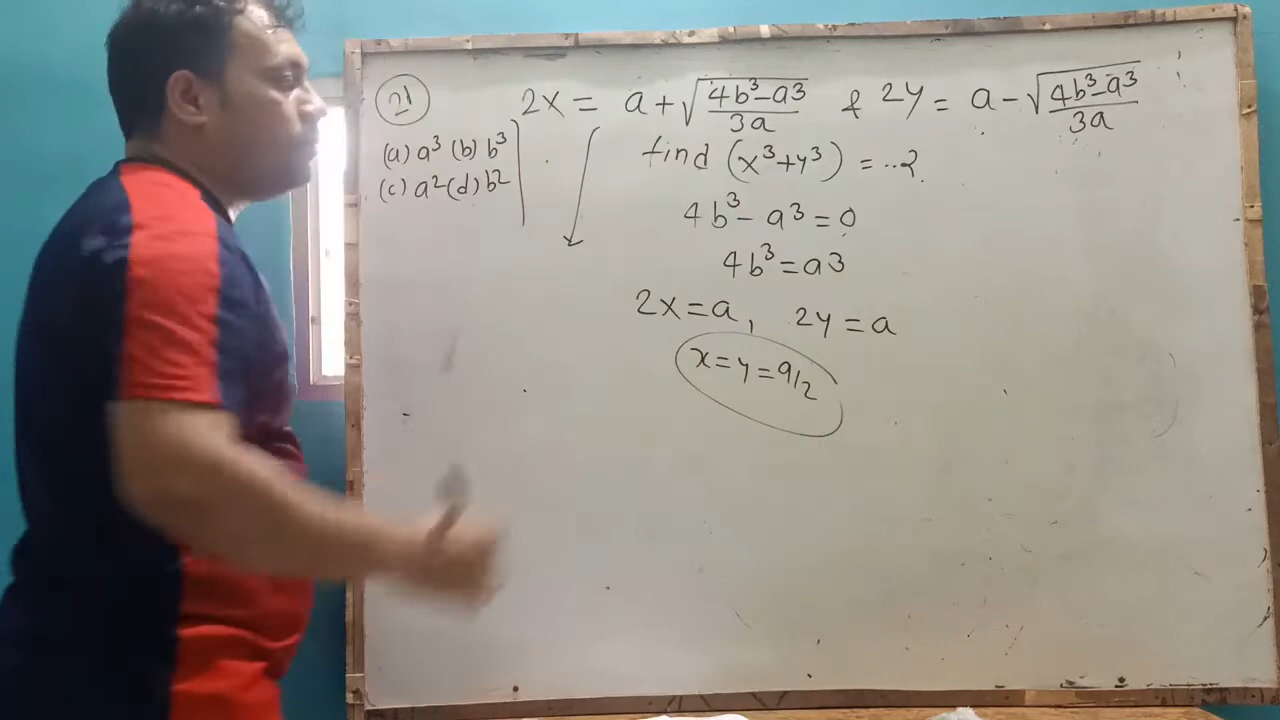 (21) 2x = a + √(4b³-a³/3a) & 2y = a - √(4b³-a³/3a)
(a) a³ (b) b³
(c) a² (d) b²
find (x³+y³) = ...?
4b³ - a³ = 0
4b³ = a3
2x = a, 2y = a
x = y = a/2